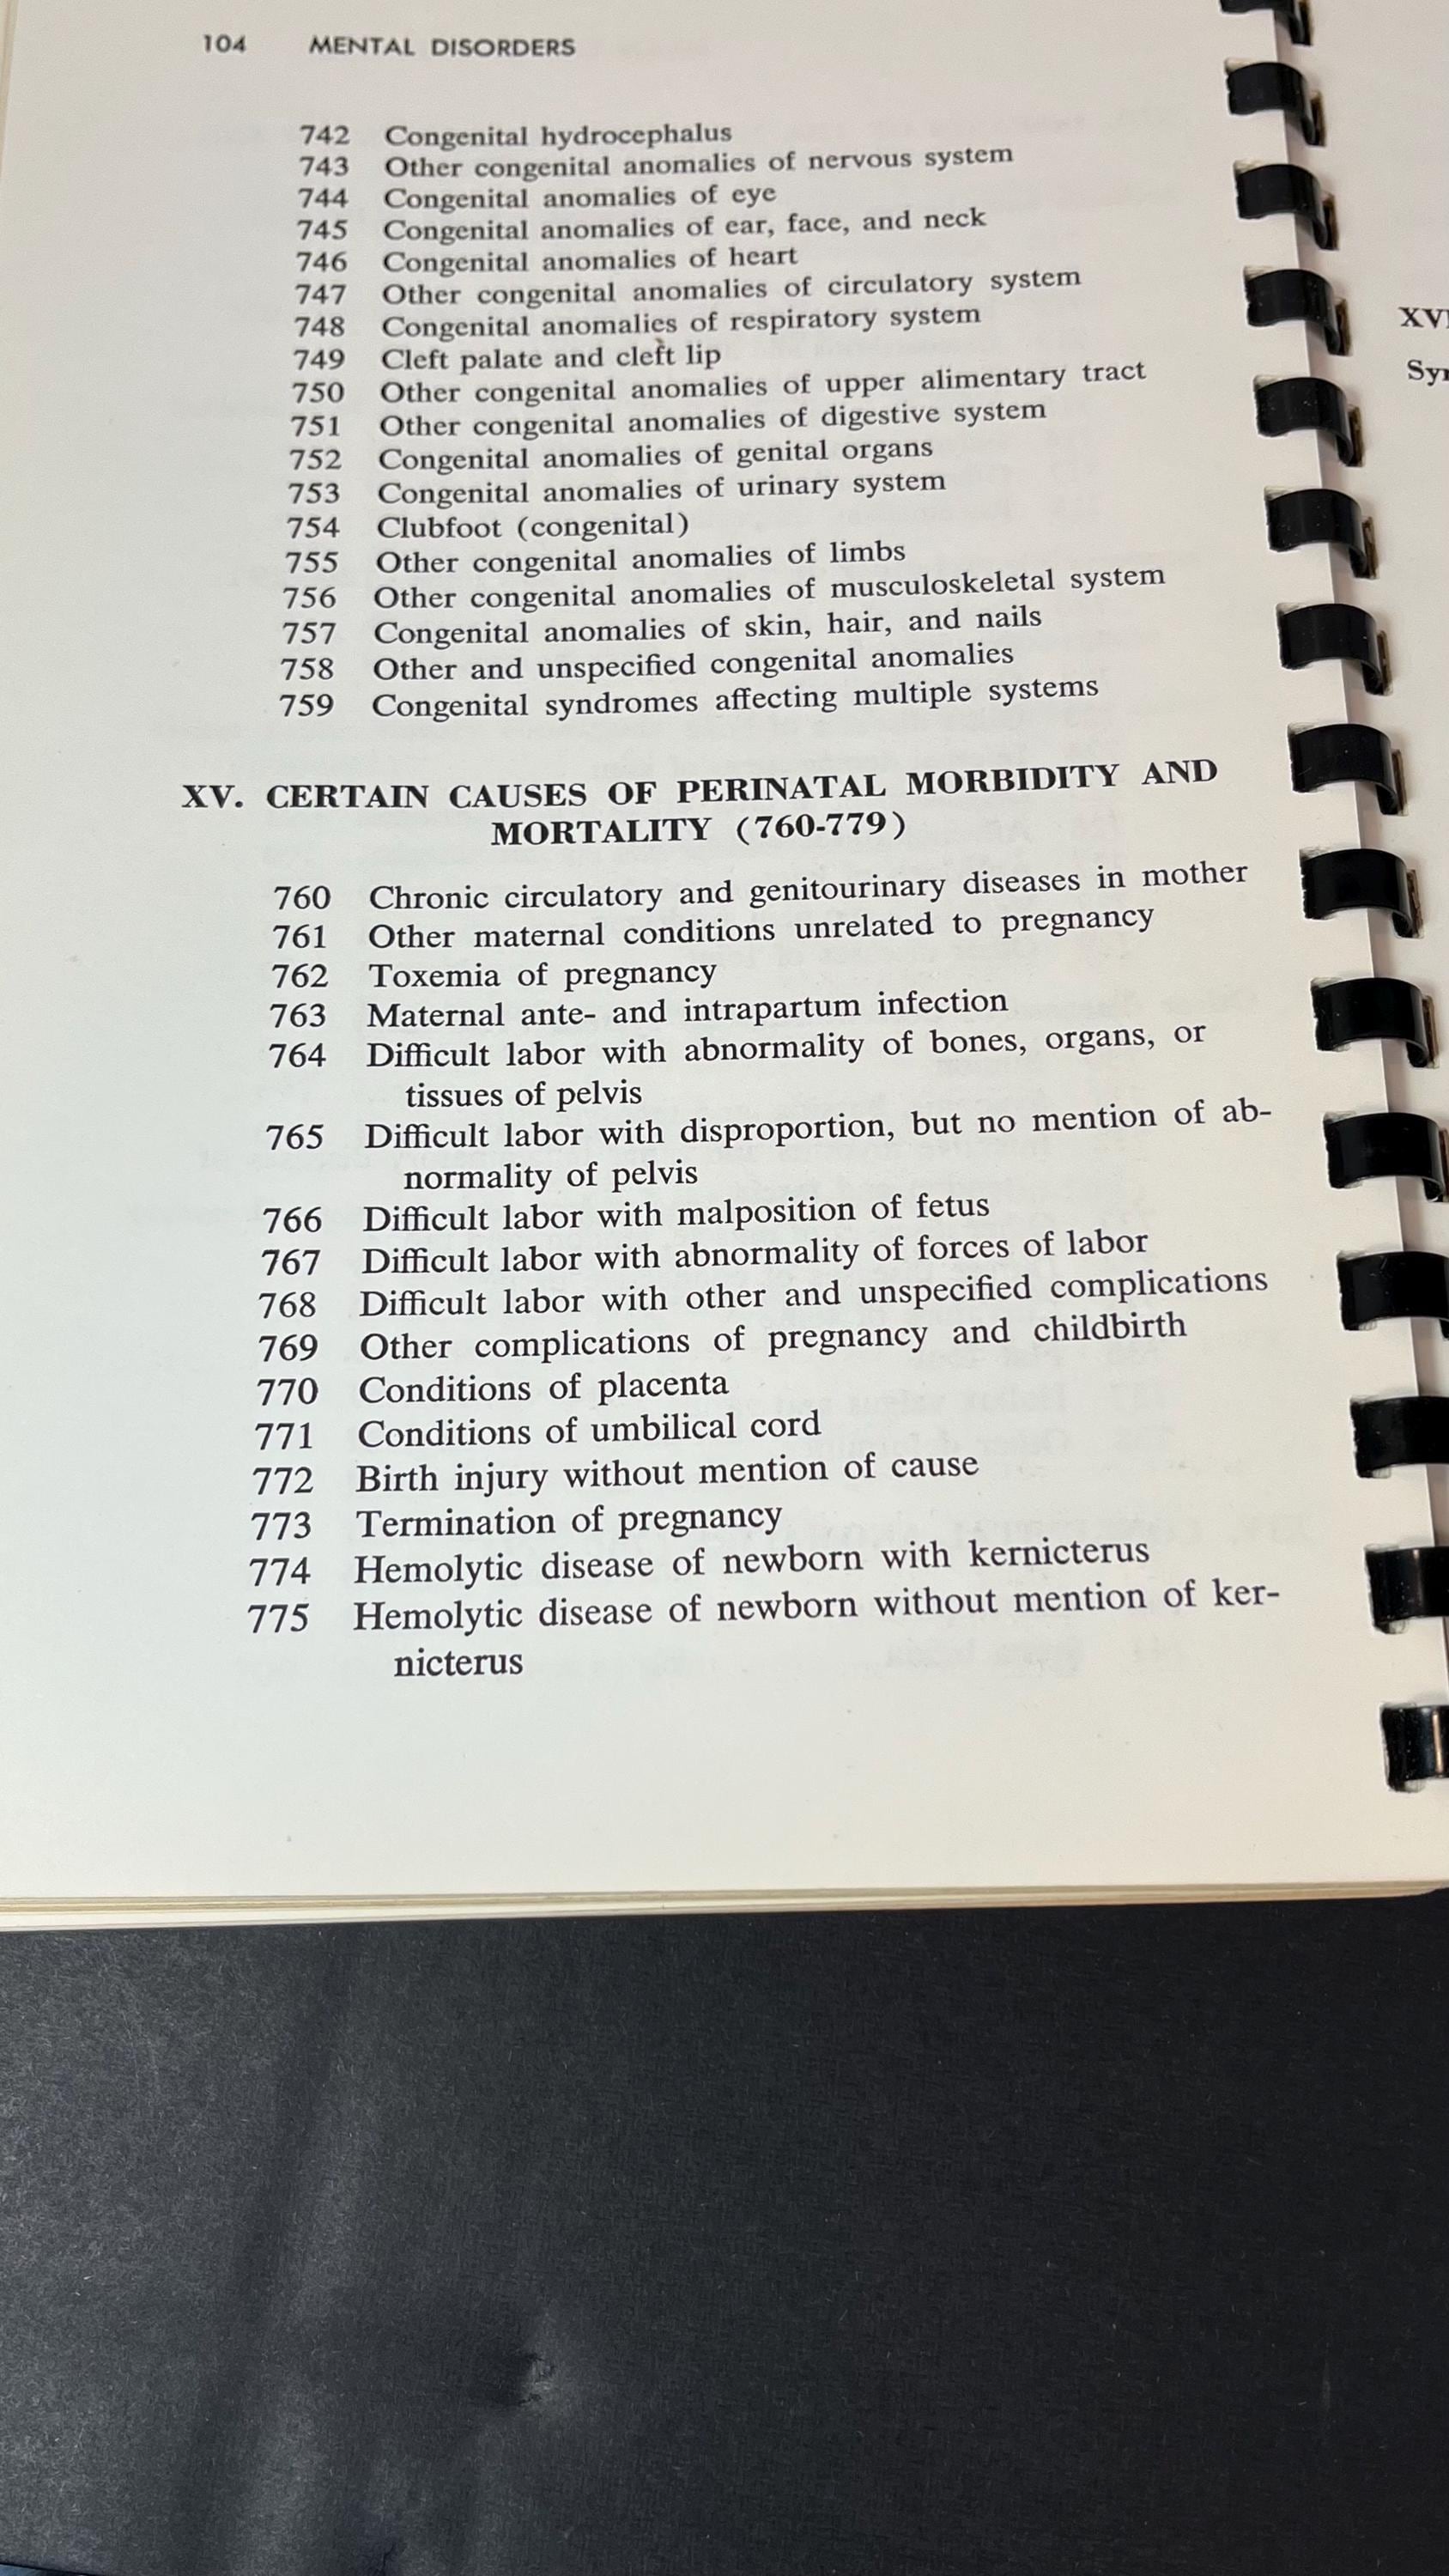 104 MENTAL DISORDERS
742 Congenital hydrocephalus
743 Other congenital anomalies of nervous system
744 Congenital anomalies of eye
745 Congenital anomalies of ear, face, and neck
746 Congenital anomalies of heart
747 Other congenital anomalies of circulatory system
748 Congenital anomalies of respiratory system
749 Cleft palate and cleft lip
750 Other congenital anomalies of upper alimentary tract
751 Other congenital anomalies of digestive system
752 Congenital anomalies of genital organs
753 Congenital anomalies of urinary system
754 Clubfoot (congenital)
755 Other congenital anomalies of limbs
756 Other congenital anomalies of musculoskeletal system
757 Congenital anomalies of skin, hair, and nails
758 Other and unspecified congenital anomalies
759 Congenital syndromes affecting multiple systems
XV. CERTAIN CAUSES OF PERINATAL MORBIDITY AND
MORTALITY (760-779)
760 Chronic circulatory and genitourinary diseases in mother
761 Other maternal conditions unrelated to pregnancy
762 Toxemia of pregnancy
763 Maternal ante- and intrapartum infection
764 Difficult labor with abnormality of bones, organs, or
tissues of pelvis
765 Difficult labor with disproportion, but no mention of ab-
normality of pelvis
766 Difficult labor with malposition of fetus
767 Difficult labor with abnormality of forces of labor
768 Difficult labor with other and unspecified complications
769 Other complications of pregnancy and childbirth
770 Conditions of placenta
771 Conditions of umbilical cord
772 Birth injury without mention of cause
773 Termination of pregnancy
774 Hemolytic disease of newborn with kernicterus
775 Hemolytic disease of newborn without mention of ker-
nicterus